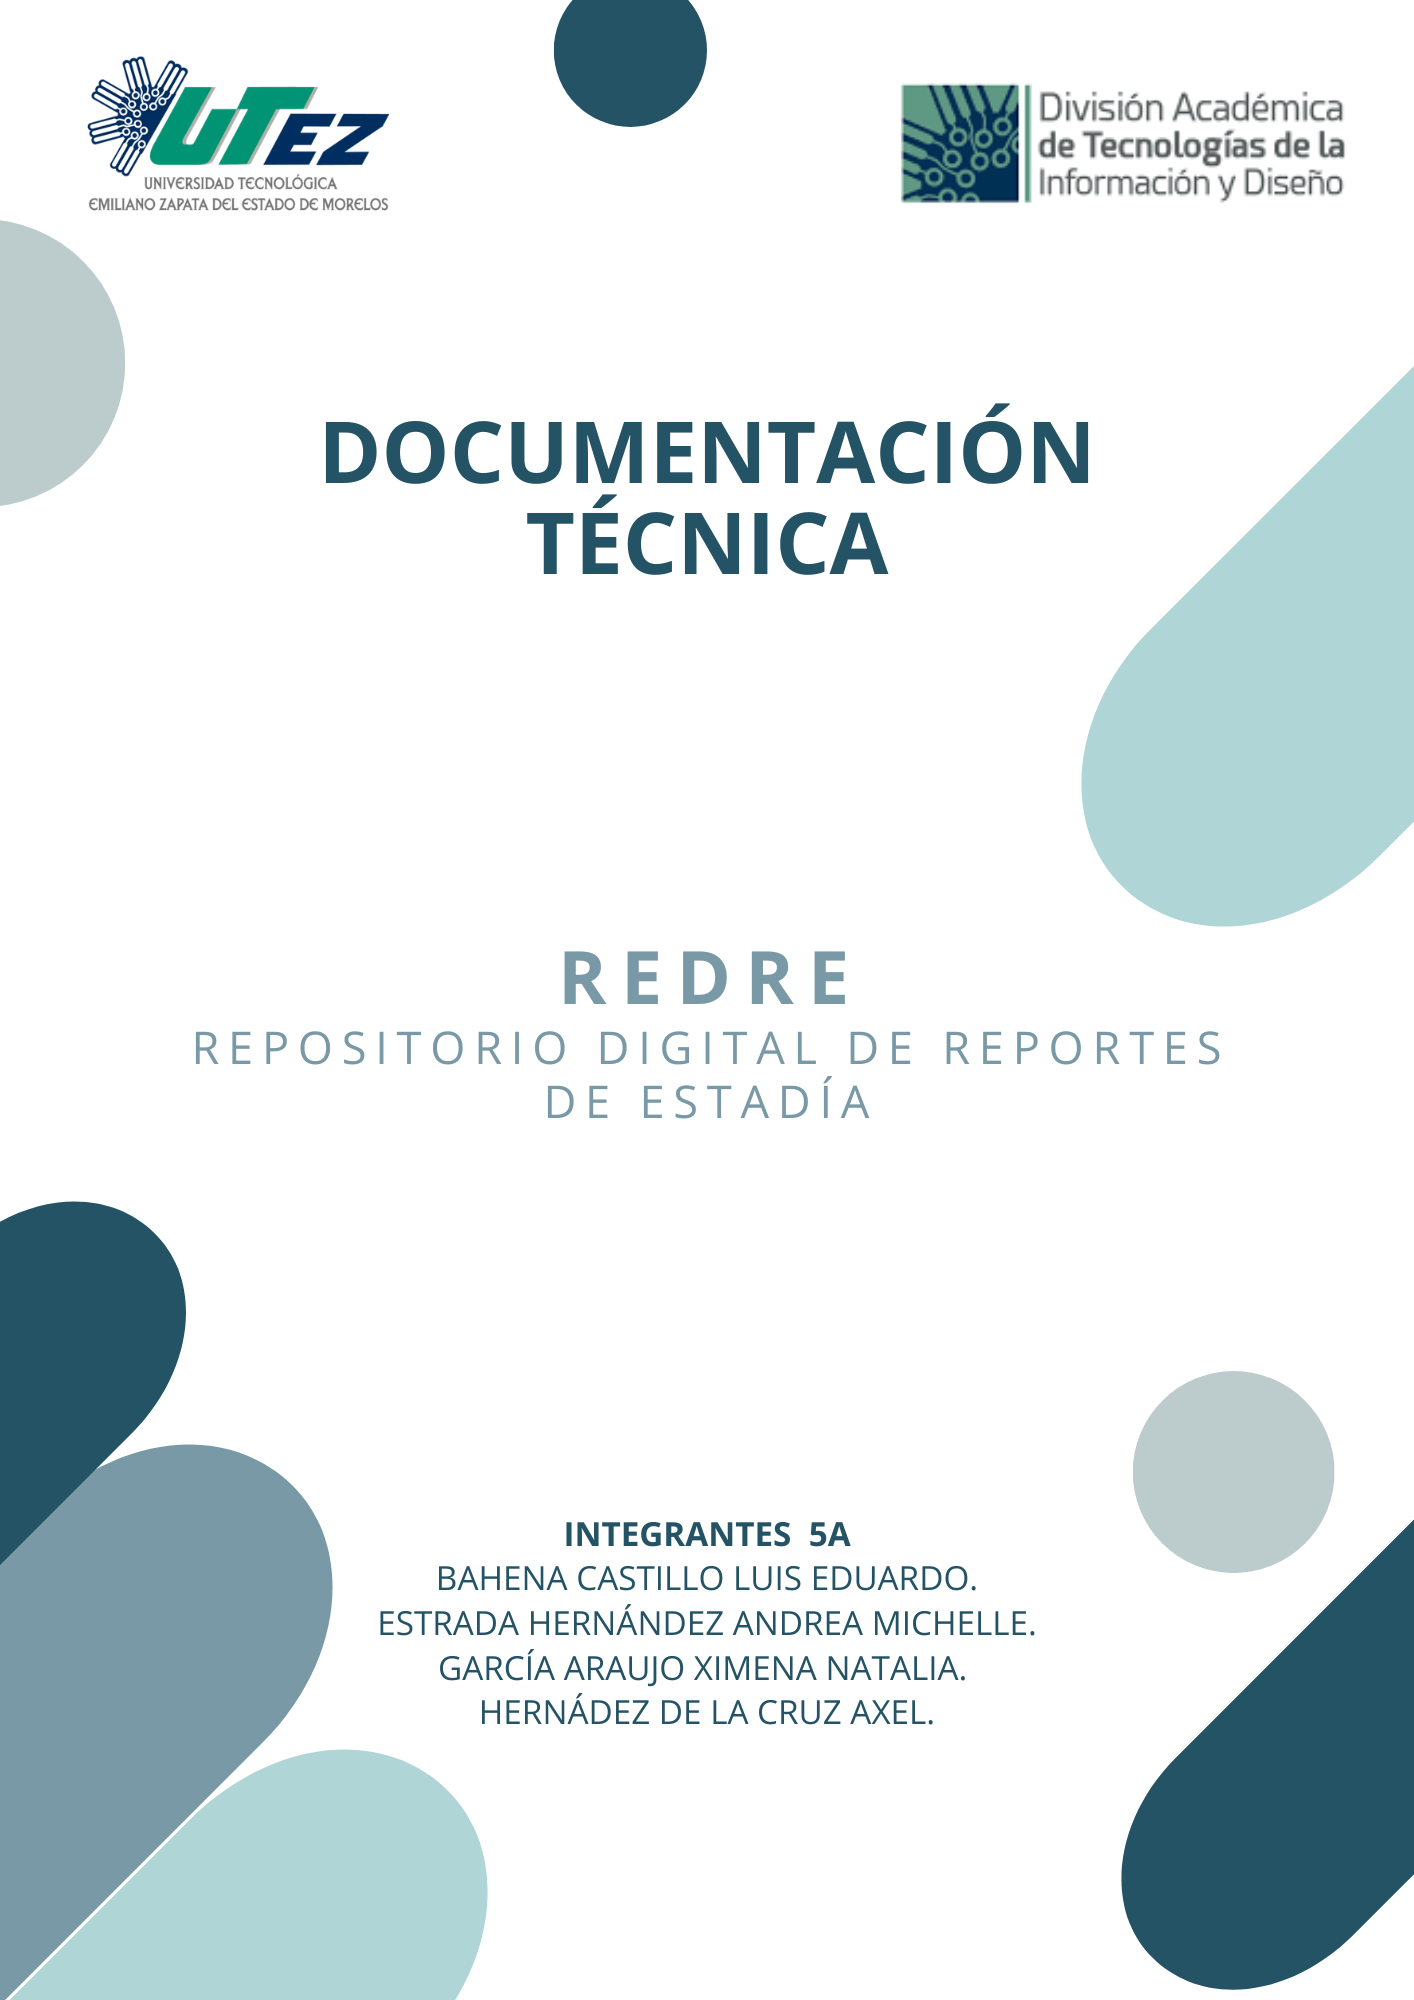 UTEZ
UNIVERSIDAD TECNOLÓGICA
EMILIANO ZAPATA DEL ESTADO DE MORELOS
División Académica
de Tecnologías de la
Información y Diseño
DOCUMENTACIÓN
TÉCNICA
REDRE
REPOSITORIO DIGITAL DE REPORTES
DE ESTADÍA
INTEGRANTES 5A
BAHENA CASTILLO LUIS EDUARDO.
ESTRADA HERNÁNDEZ ANDREA MICHELLE.
GARCÍA ARAUJO XIMENA NATALIA.
HERNÁDEZ DE LA CRUZ AXEL.